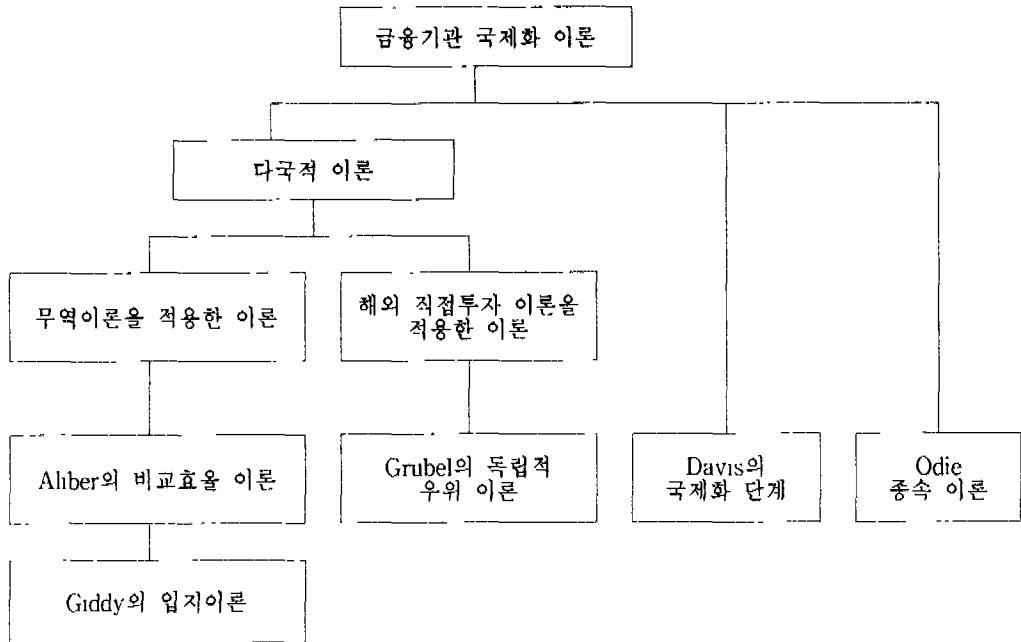 금융기관 국제화 이론
다국적 이론
무역이론을 적용한 이론
해외 직접투자 이론을
적용한 이론
Aliber의 비교효율 이론
Grubel의 독립적
우위 이론
Davis의
국제화 단계
Odie
종속 이론
Giddy의 입지이론